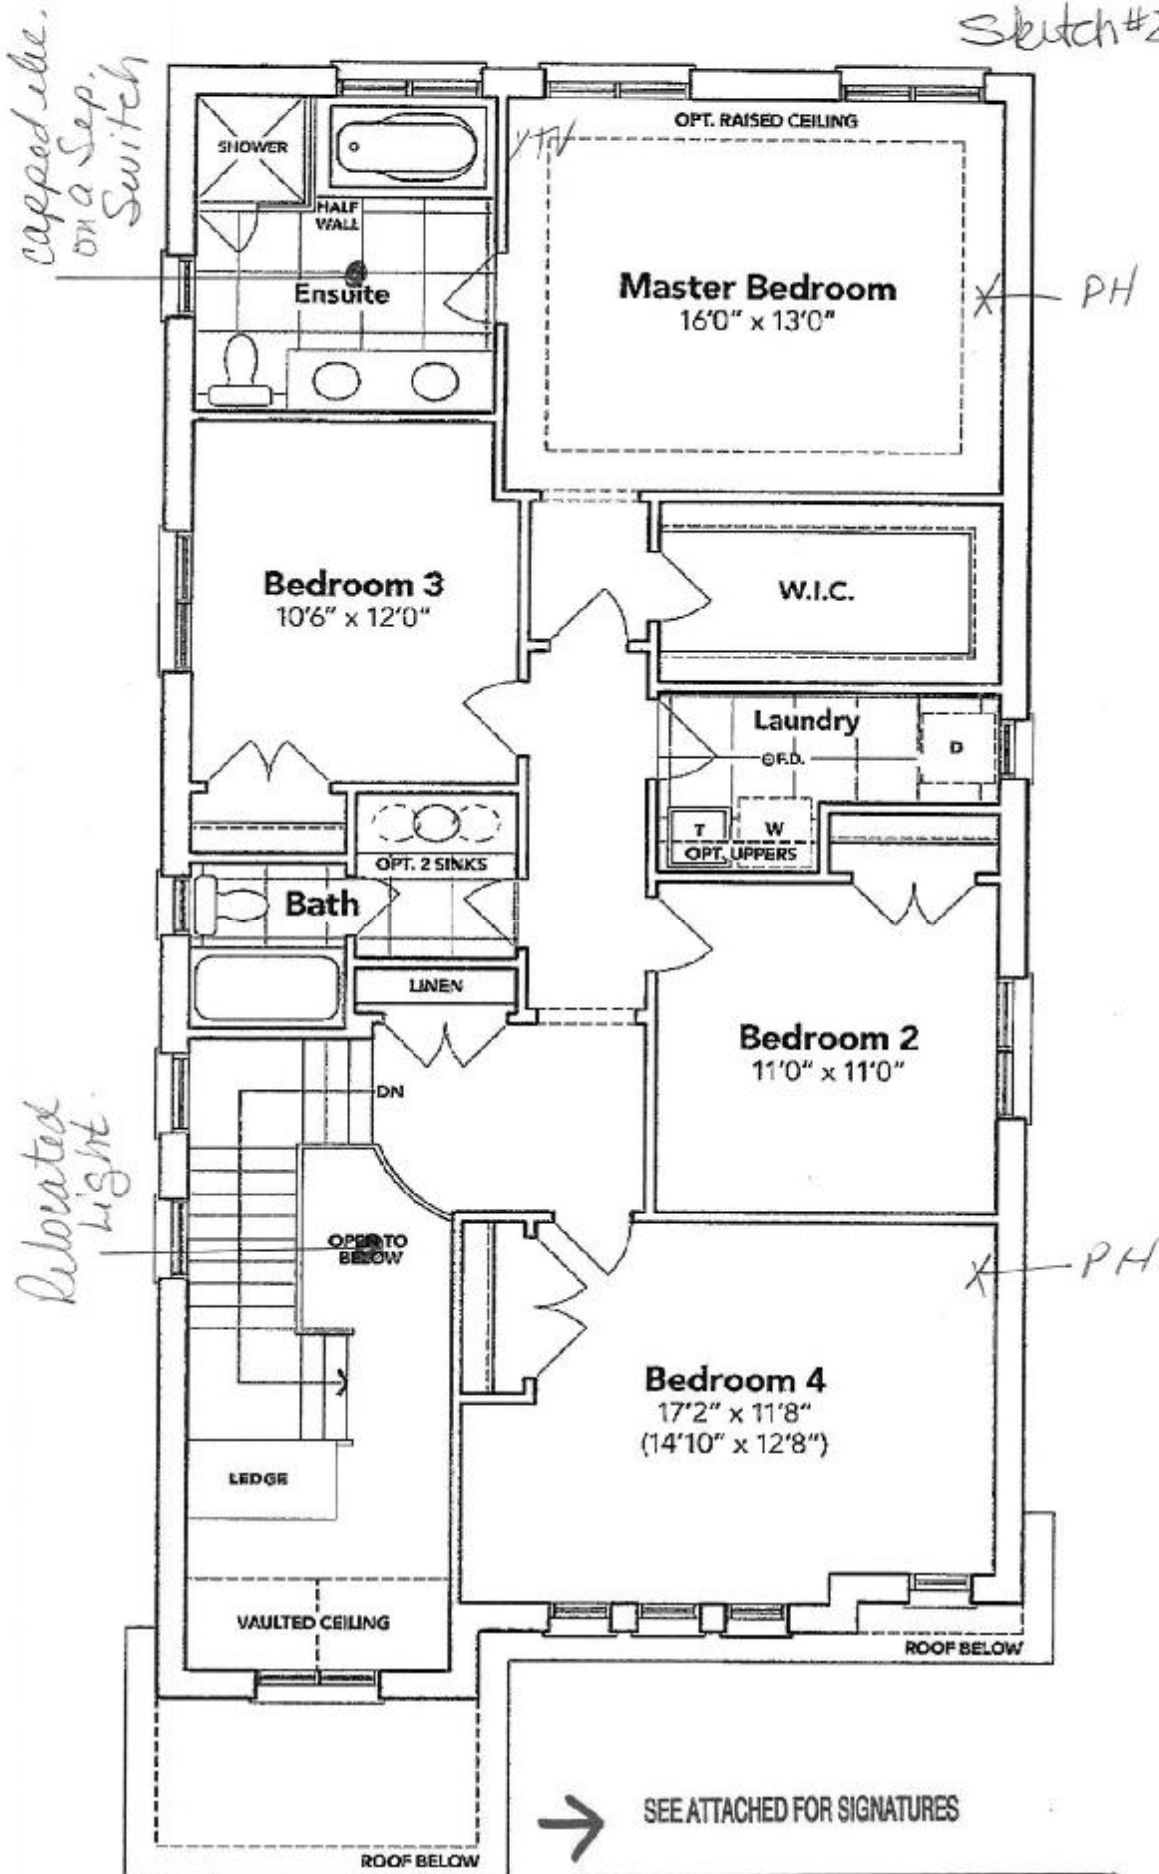 Sketch #2
capped elec.
on a Sep.
Switch
OPT. RAISED CEILING
SHOWER
HALF
WALL
Ensuite
Master Bedroom
16'0" x 13'0"
PH
Bedroom 3
10'6" x 12'0"
W.I.C.
Laundry
F.D.
D
T
W
OPT. UPPERS
OPT. 2 SINKS
Bath
LINEN
Bedroom 2
11'0" x 11'0"
DN
Relocated
Light.
OPEN TO
BELOW
PH
Bedroom 4
17'2" x 11'8"
(14'10" x 12'8")
LEDGE
VAULTED CEILING
ROOF BELOW
SEE ATTACHED FOR SIGNATURES
ROOF BELOW